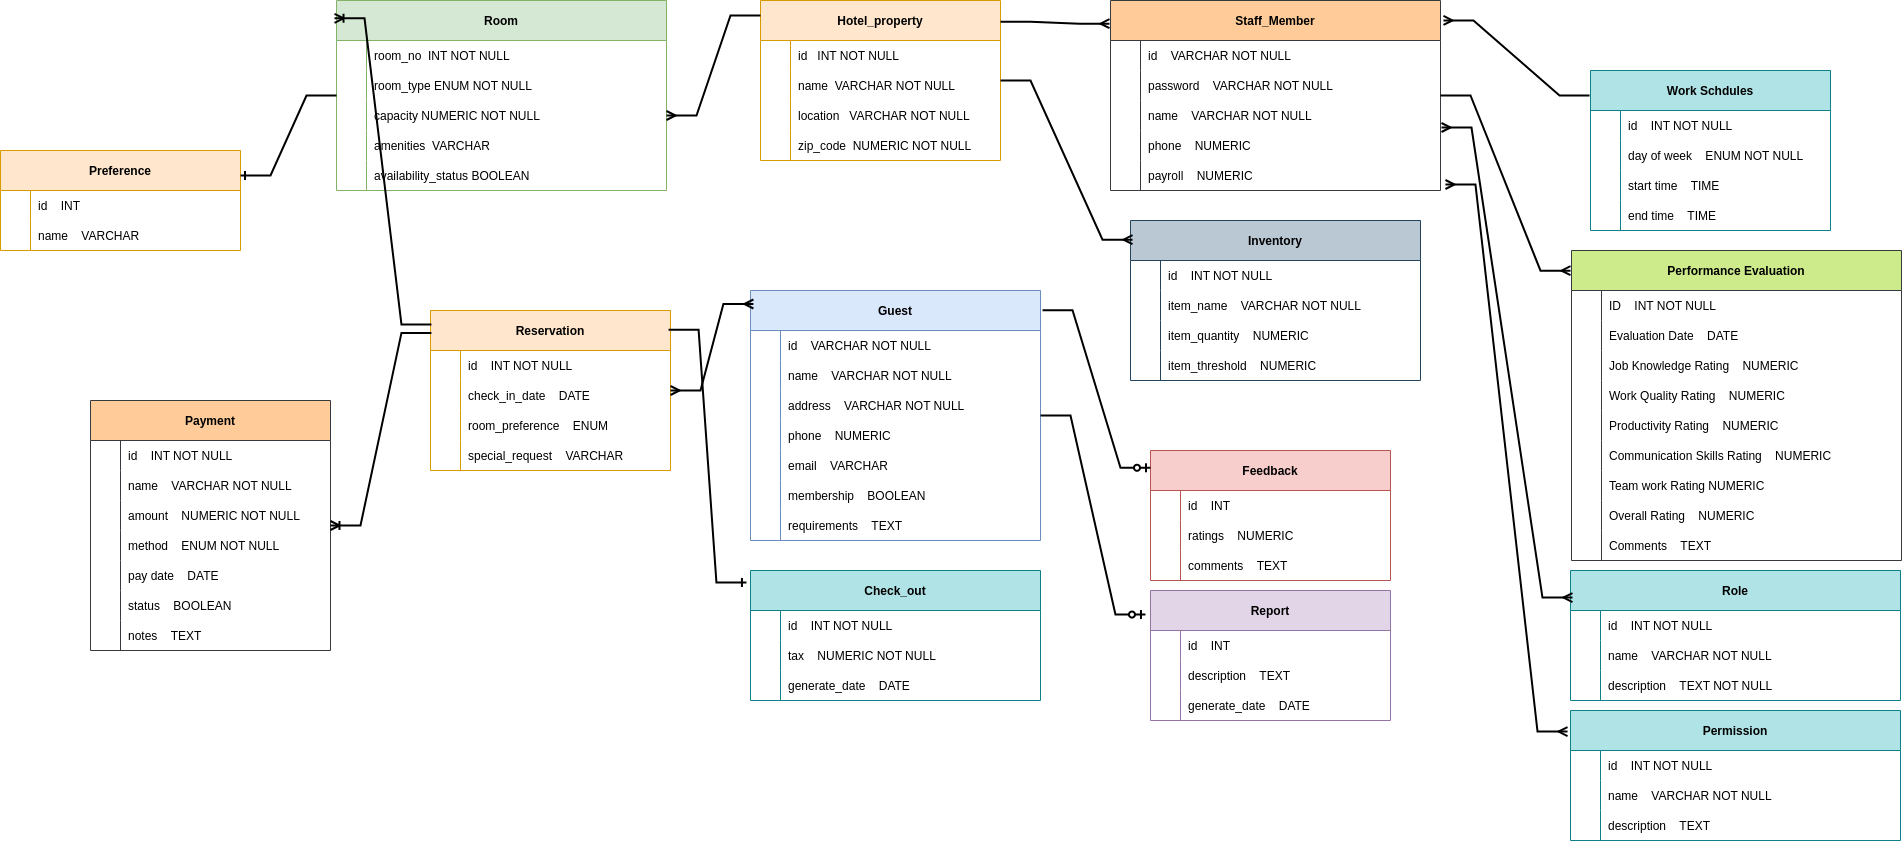 Room
room_no INT NOT NULL
room_type ENUM NOT NULL
capacity NUMERIC NOT NULL
amenities VARCHAR
availability_status BOOLEAN
Hotel_property
id INT NOT NULL
name VARCHAR NOT NULL
location VARCHAR NOT NULL
zip_code NUMERIC NOT NULL
Staff_Member
id VARCHAR NOT NULL
password VARCHAR NOT NULL
name VARCHAR NOT NULL
phone NUMERIC
payroll NUMERIC
Work Schdules
id INT NOT NULL
day of week ENUM NOT NULL
start time TIME
end time TIME
Preference
id INT
name VARCHAR
Inventory
id INT NOT NULL
item_name VARCHAR NOT NULL
item_quantity NUMERIC
item_threshold NUMERIC
Performance Evaluation
ID INT NOT NULL
Evaluation Date DATE
Job Knowledge Rating NUMERIC
Work Quality Rating NUMERIC
Productivity Rating NUMERIC
Communication Skills Rating NUMERIC
Team work Rating NUMERIC
Overall Rating NUMERIC
Comments TEXT
Reservation
id INT NOT NULL
check_in_date DATE
room_preference ENUM
special_request VARCHAR
Guest
id VARCHAR NOT NULL
name VARCHAR NOT NULL
address VARCHAR NOT NULL
phone NUMERIC
email VARCHAR
membership BOOLEAN
requirements TEXT
Payment
id INT NOT NULL
name VARCHAR NOT NULL
amount NUMERIC NOT NULL
method ENUM NOT NULL
pay date DATE
status BOOLEAN
notes TEXT
Feedback
id INT
ratings NUMERIC
comments TEXT
Check_out
id INT NOT NULL
tax NUMERIC NOT NULL
generate_date DATE
Report
id INT
description TEXT
generate_date DATE
Role
id INT NOT NULL
name VARCHAR NOT NULL
description TEXT NOT NULL
Permission
id INT NOT NULL
name VARCHAR NOT NULL
description TEXT